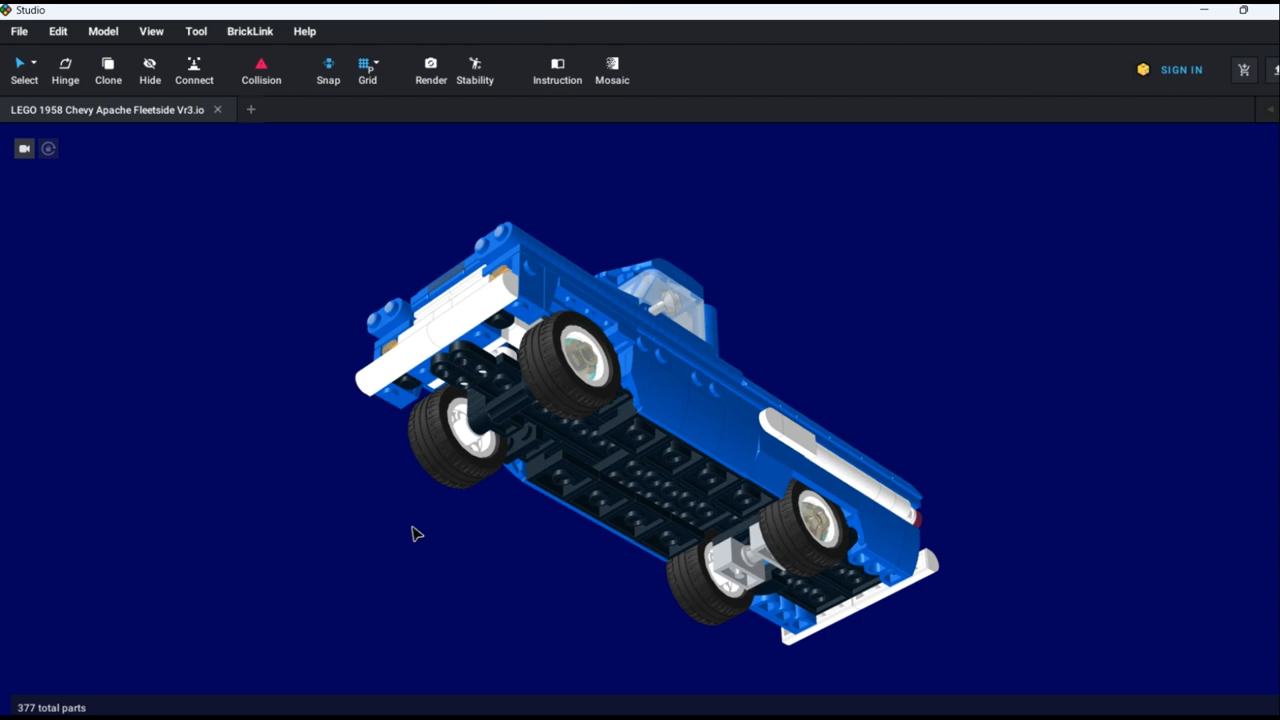 Studio
File Edit Model View Tool BrickLink Help
Select Hinge Clone Hide Connect Collision Snap Grid Render Stability Instruction Mosaic
SIGN IN
LEGO 1958 Chevy Apache Fleetside Vr3.io
377 total parts